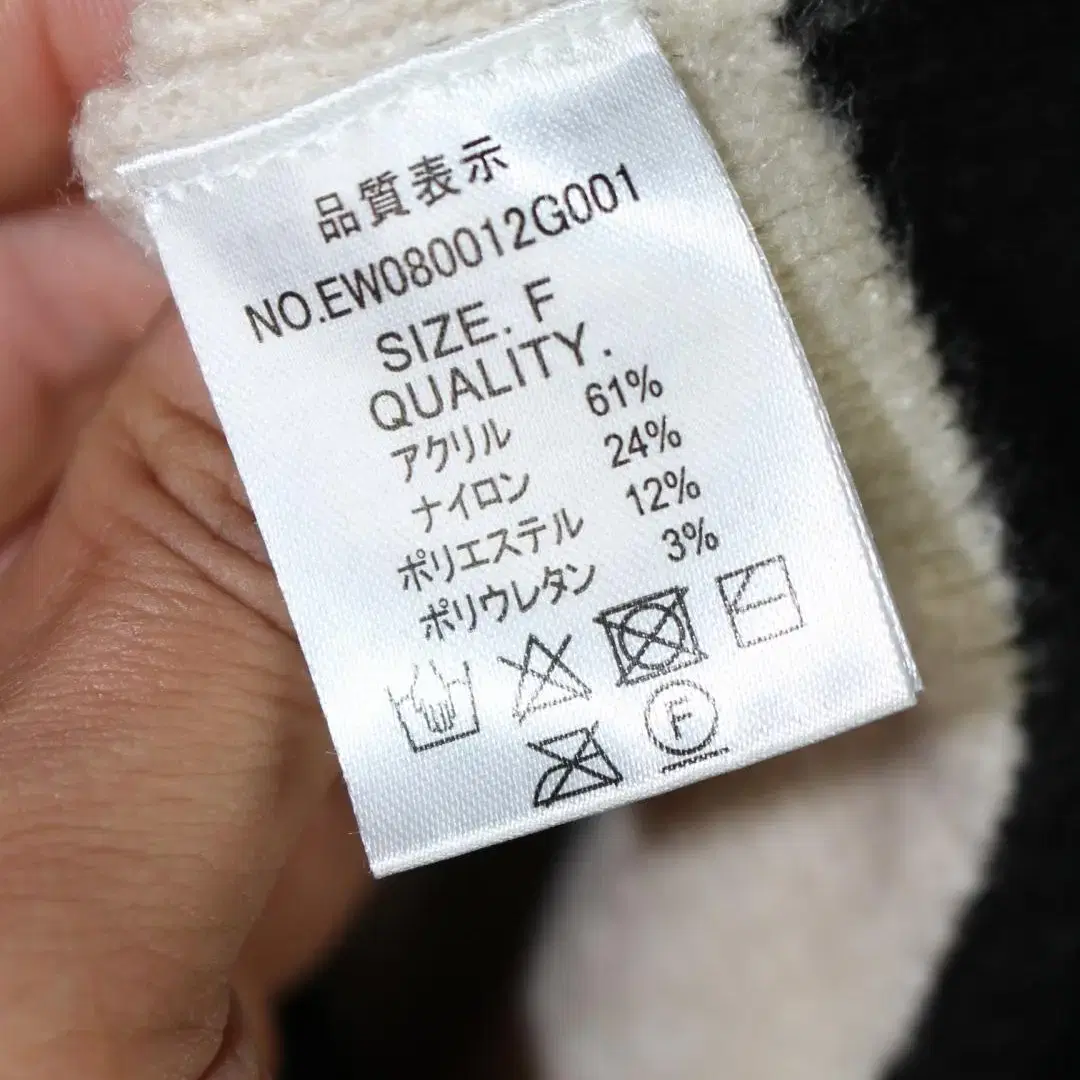 品質表示
NO.EW080012G001
SIZE. F
QUALITY.
アクリル 61%
ナイロン 24%
ポリエステル 12%
ポリウレタン 3%
F